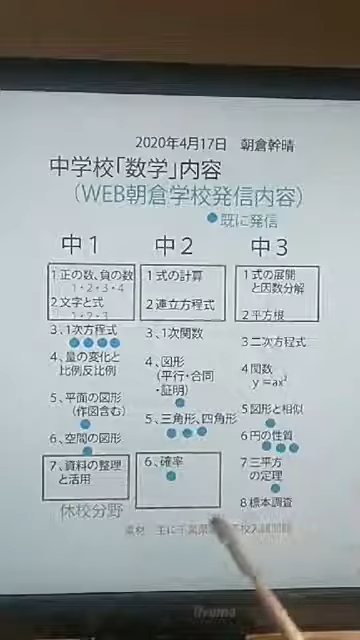 2020年4月17日 朝倉幹晴
中学校「数学」内容
(WEB朝倉学校発信内容)
●既に発信
中1
1 正の数、負の数
1・2・3・4
2 文字と式
1・2・3
3、1次方程式
4、量の変化と
比例反比例
5、平面の図形
(作図含む)
6、空間の図形
7、資料の整理
と活用
休校分野
中2
1 式の計算
2 連立方程式
3、1次関数
4、図形
(平行・合同
・証明)
5、三角形、四角形
6、確率
中3
1 式の展開
と因数分解
2 平方根
3 二次方程式
4 関数
y=ax²
5 図形と相似
6 円の性質
7 三平方
の定理
8 標本調査
素材 主に千葉県
iiyama